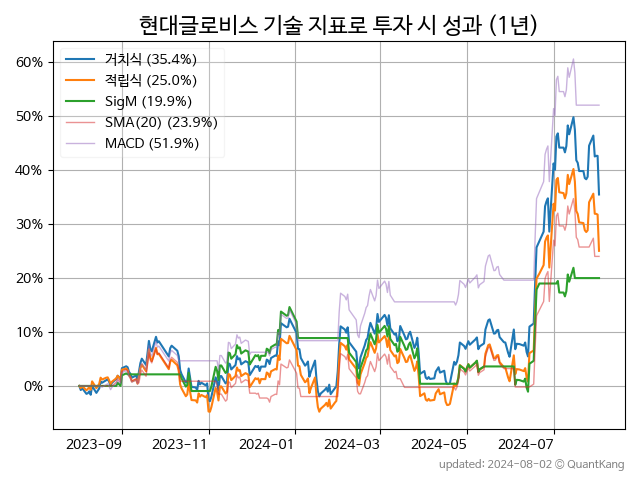 현대글로비스 기술 지표로 투자 시 성과 (1년)
거치식 (35.4%)
적립식 (25.0%)
SigM (19.9%)
SMA(20) (23.9%)
MACD (51.9%)
60%
50%
40%
30%
20%
10%
0%
2023-09 2023-11 2024-01 2024-03 2024-05 2024-07
updated: 2024-08-02 © QuantKang